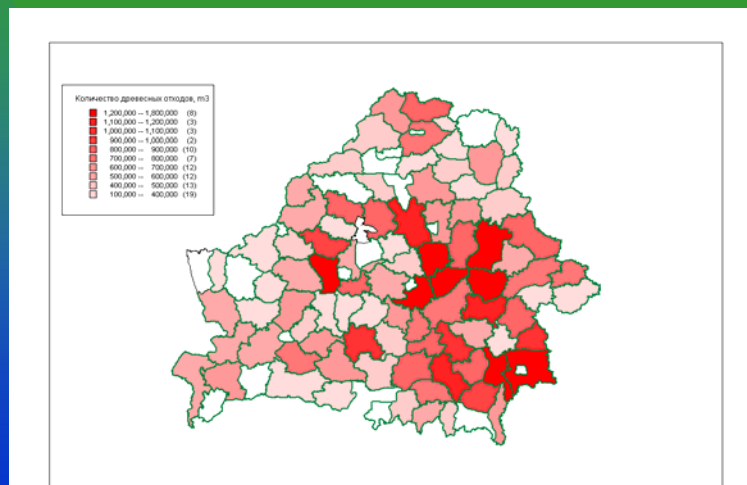 Количество древесных отходов, m3
1,200,000 – 1,800,000 (8)
1,100,000 – 1,200,000 (3)
1,000,000 – 1,100,000 (3)
900,000 – 1,000,000 (2)
800,000 – 900,000 (10)
700,000 – 800,000 (7)
600,000 – 700,000 (12)
500,000 – 600,000 (12)
400,000 – 500,000 (13)
100,000 – 400,000 (19)